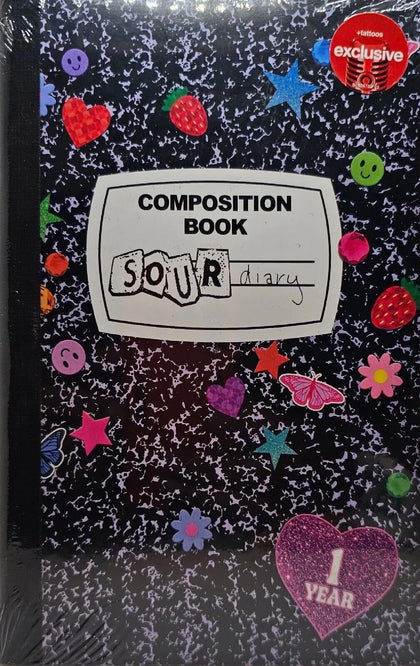 +tattoos
exclusive
COMPOSITION
BOOK
SOUR diary
1
YEAR